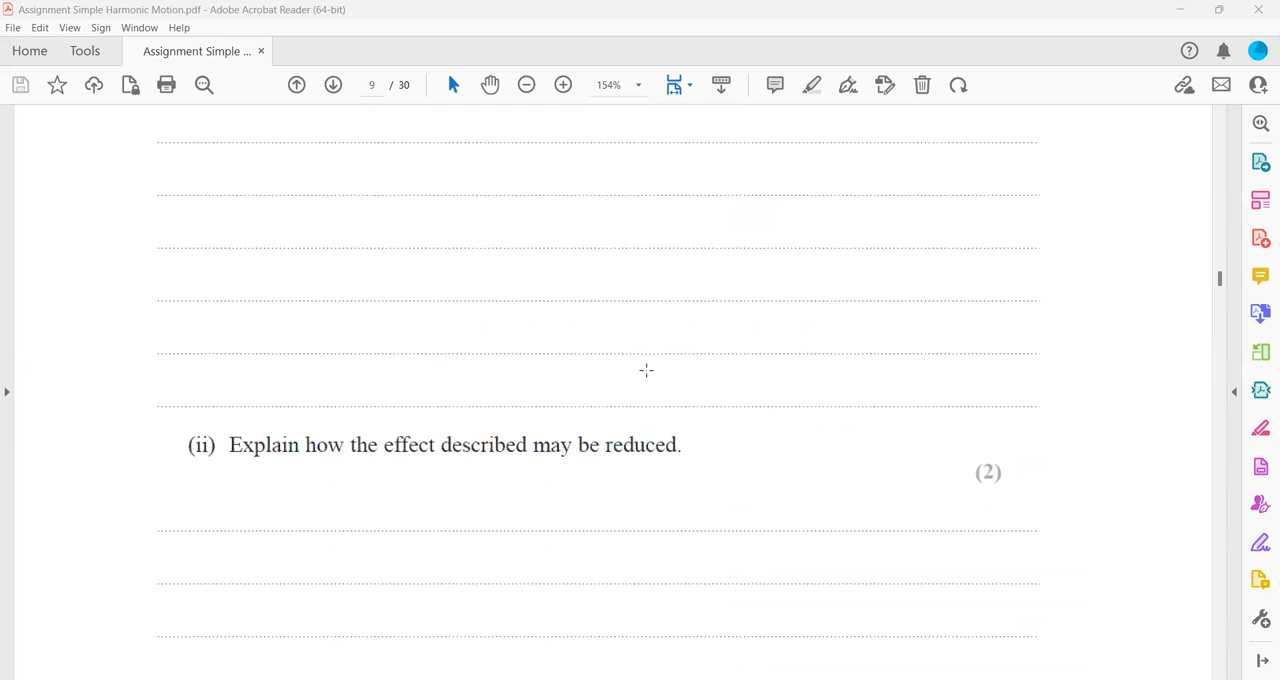 Assignment Simple Harmonic Motion.pdf - Adobe Acrobat Reader (64-bit)
File Edit View Sign Window Help
Home Tools Assignment Simple ... ×
9 / 30 154%
(ii) Explain how the effect described may be reduced.
(2)